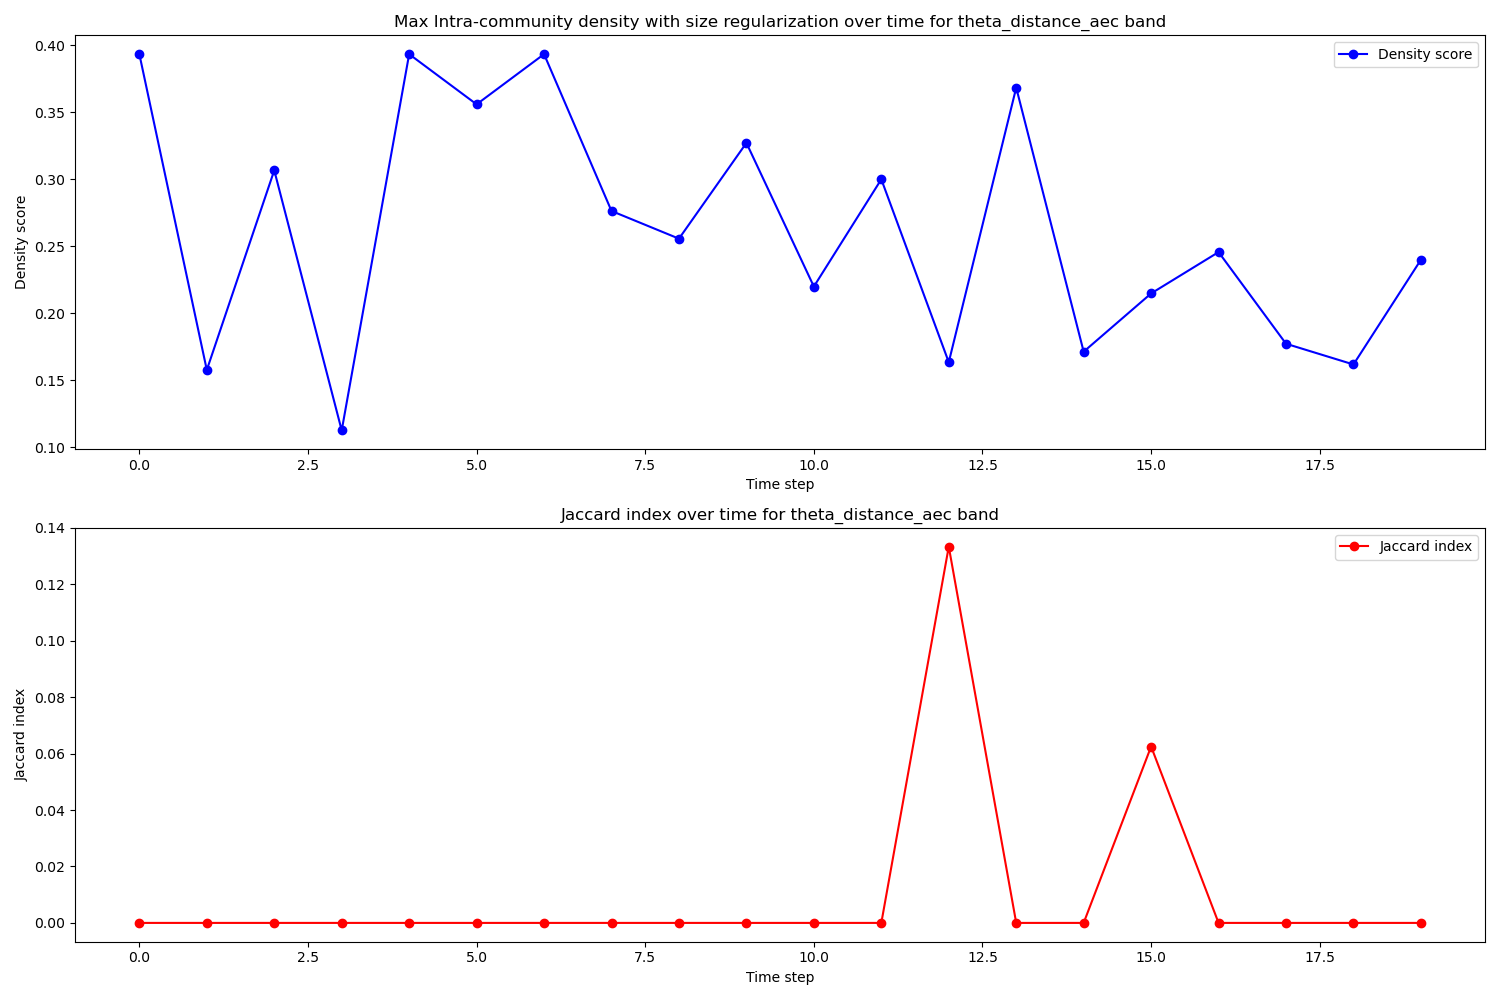 Max Intra-community density with size regularization over time for theta_distance_aec band
Density score
0.40
0.35
0.30
0.25
0.20
0.15
0.10
Density score
0.0 2.5 5.0 7.5 10.0 12.5 15.0 17.5
Time step
Jaccard index over time for theta_distance_aec band
Jaccard index
0.14
0.12
0.10
0.08
0.06
0.04
0.02
0.00
Jaccard index
0.0 2.5 5.0 7.5 10.0 12.5 15.0 17.5
Time step